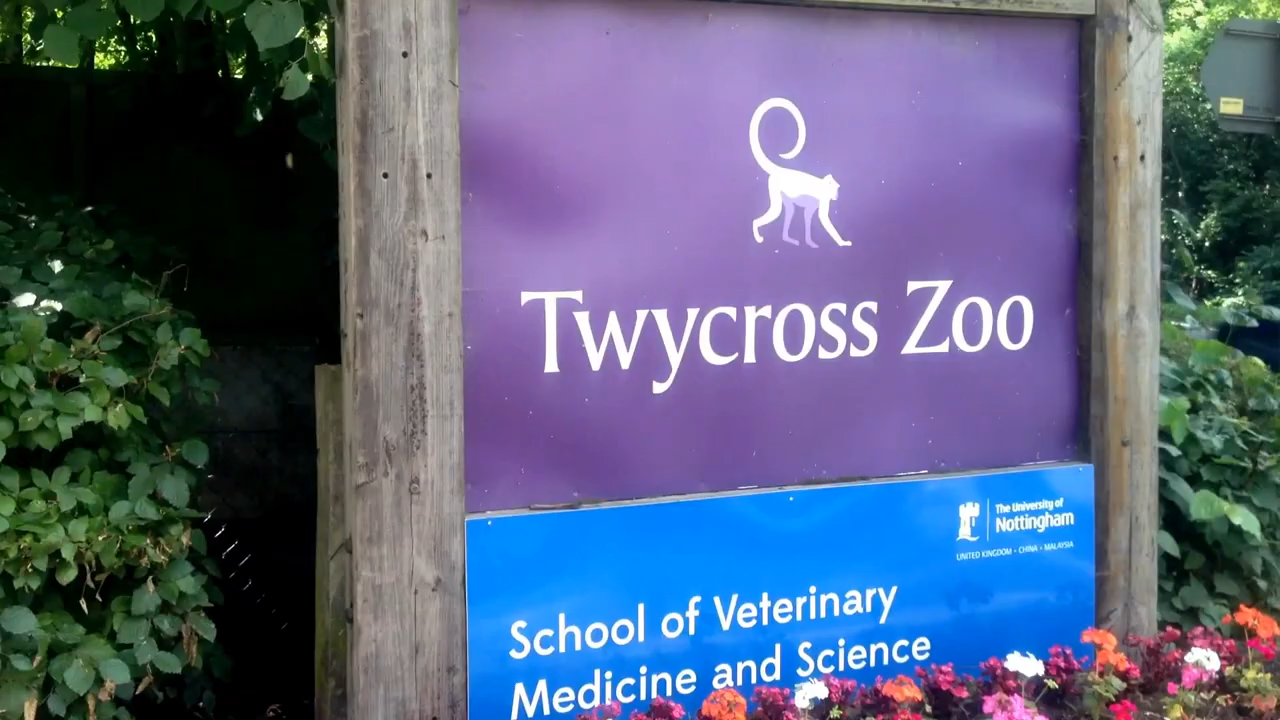 Twycross Zoo
The University of
Nottingham
UNITED KINGDOM • CHINA • MALAYSIA
School of Veterinary
Medicine and Science